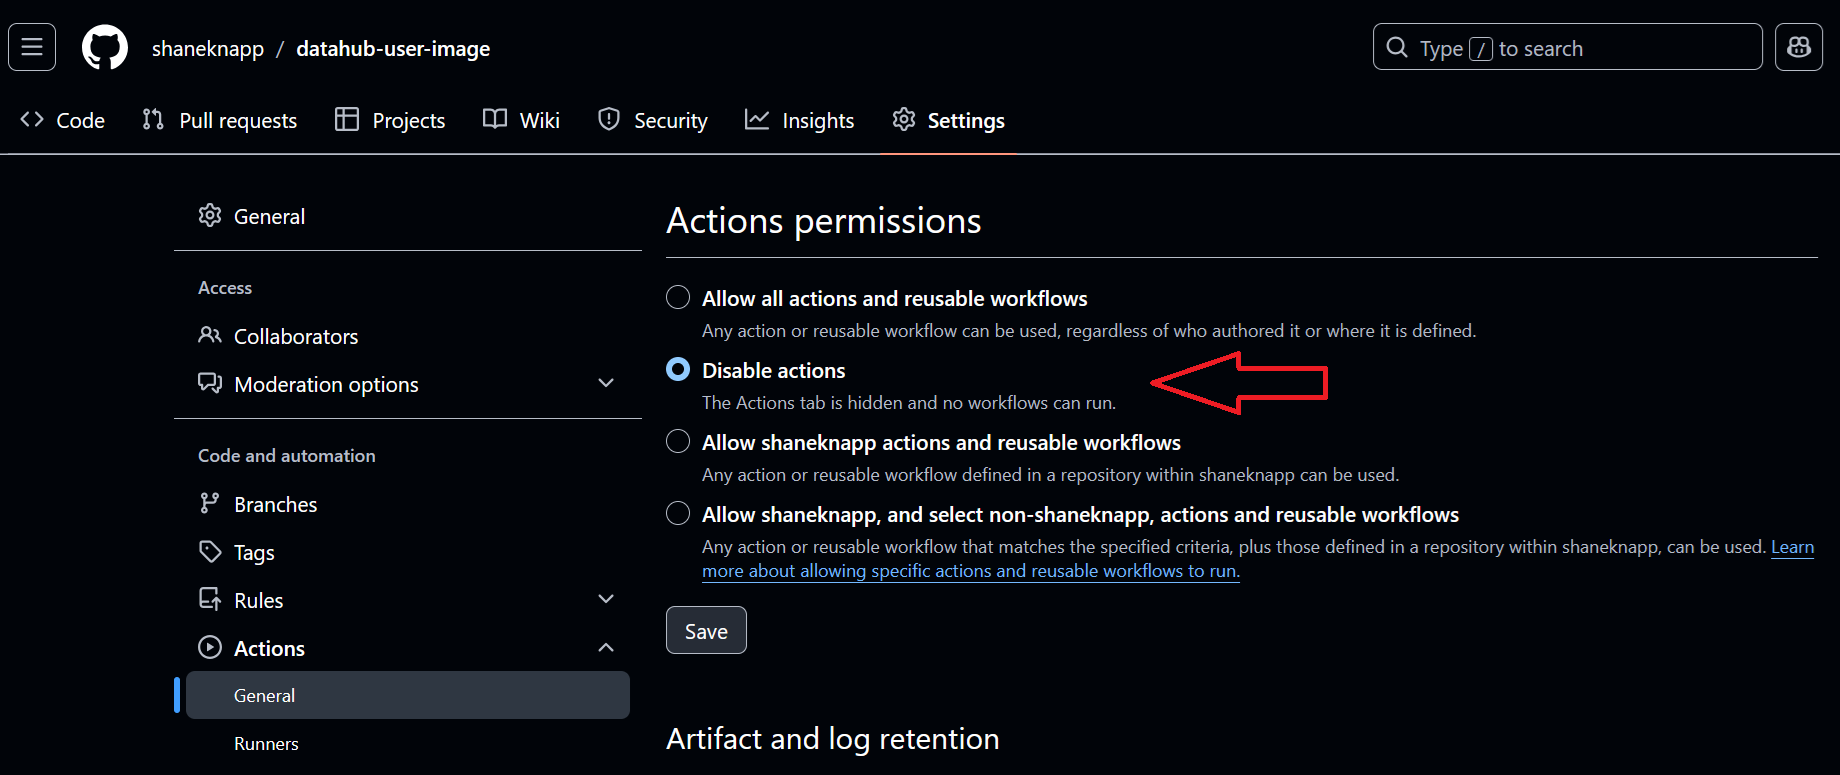 shaneknapp / datahub-user-image
Type / to search
Code Pull requests Projects Wiki Security Insights Settings
General
Access
Collaborators
Moderation options
Code and automation
Branches
Tags
Rules
Actions
General
Runners
Actions permissions
Allow all actions and reusable workflows
Any action or reusable workflow can be used, regardless of who authored it or where it is defined.
Disable actions
The Actions tab is hidden and no workflows can run.
Allow shaneknapp actions and reusable workflows
Any action or reusable workflow defined in a repository within shaneknapp can be used.
Allow shaneknapp, and select non-shaneknapp, actions and reusable workflows
Any action or reusable workflow that matches the specified criteria, plus those defined in a repository within shaneknapp, can be used. Learn
more about allowing specific actions and reusable workflows to run.
Save
Artifact and log retention